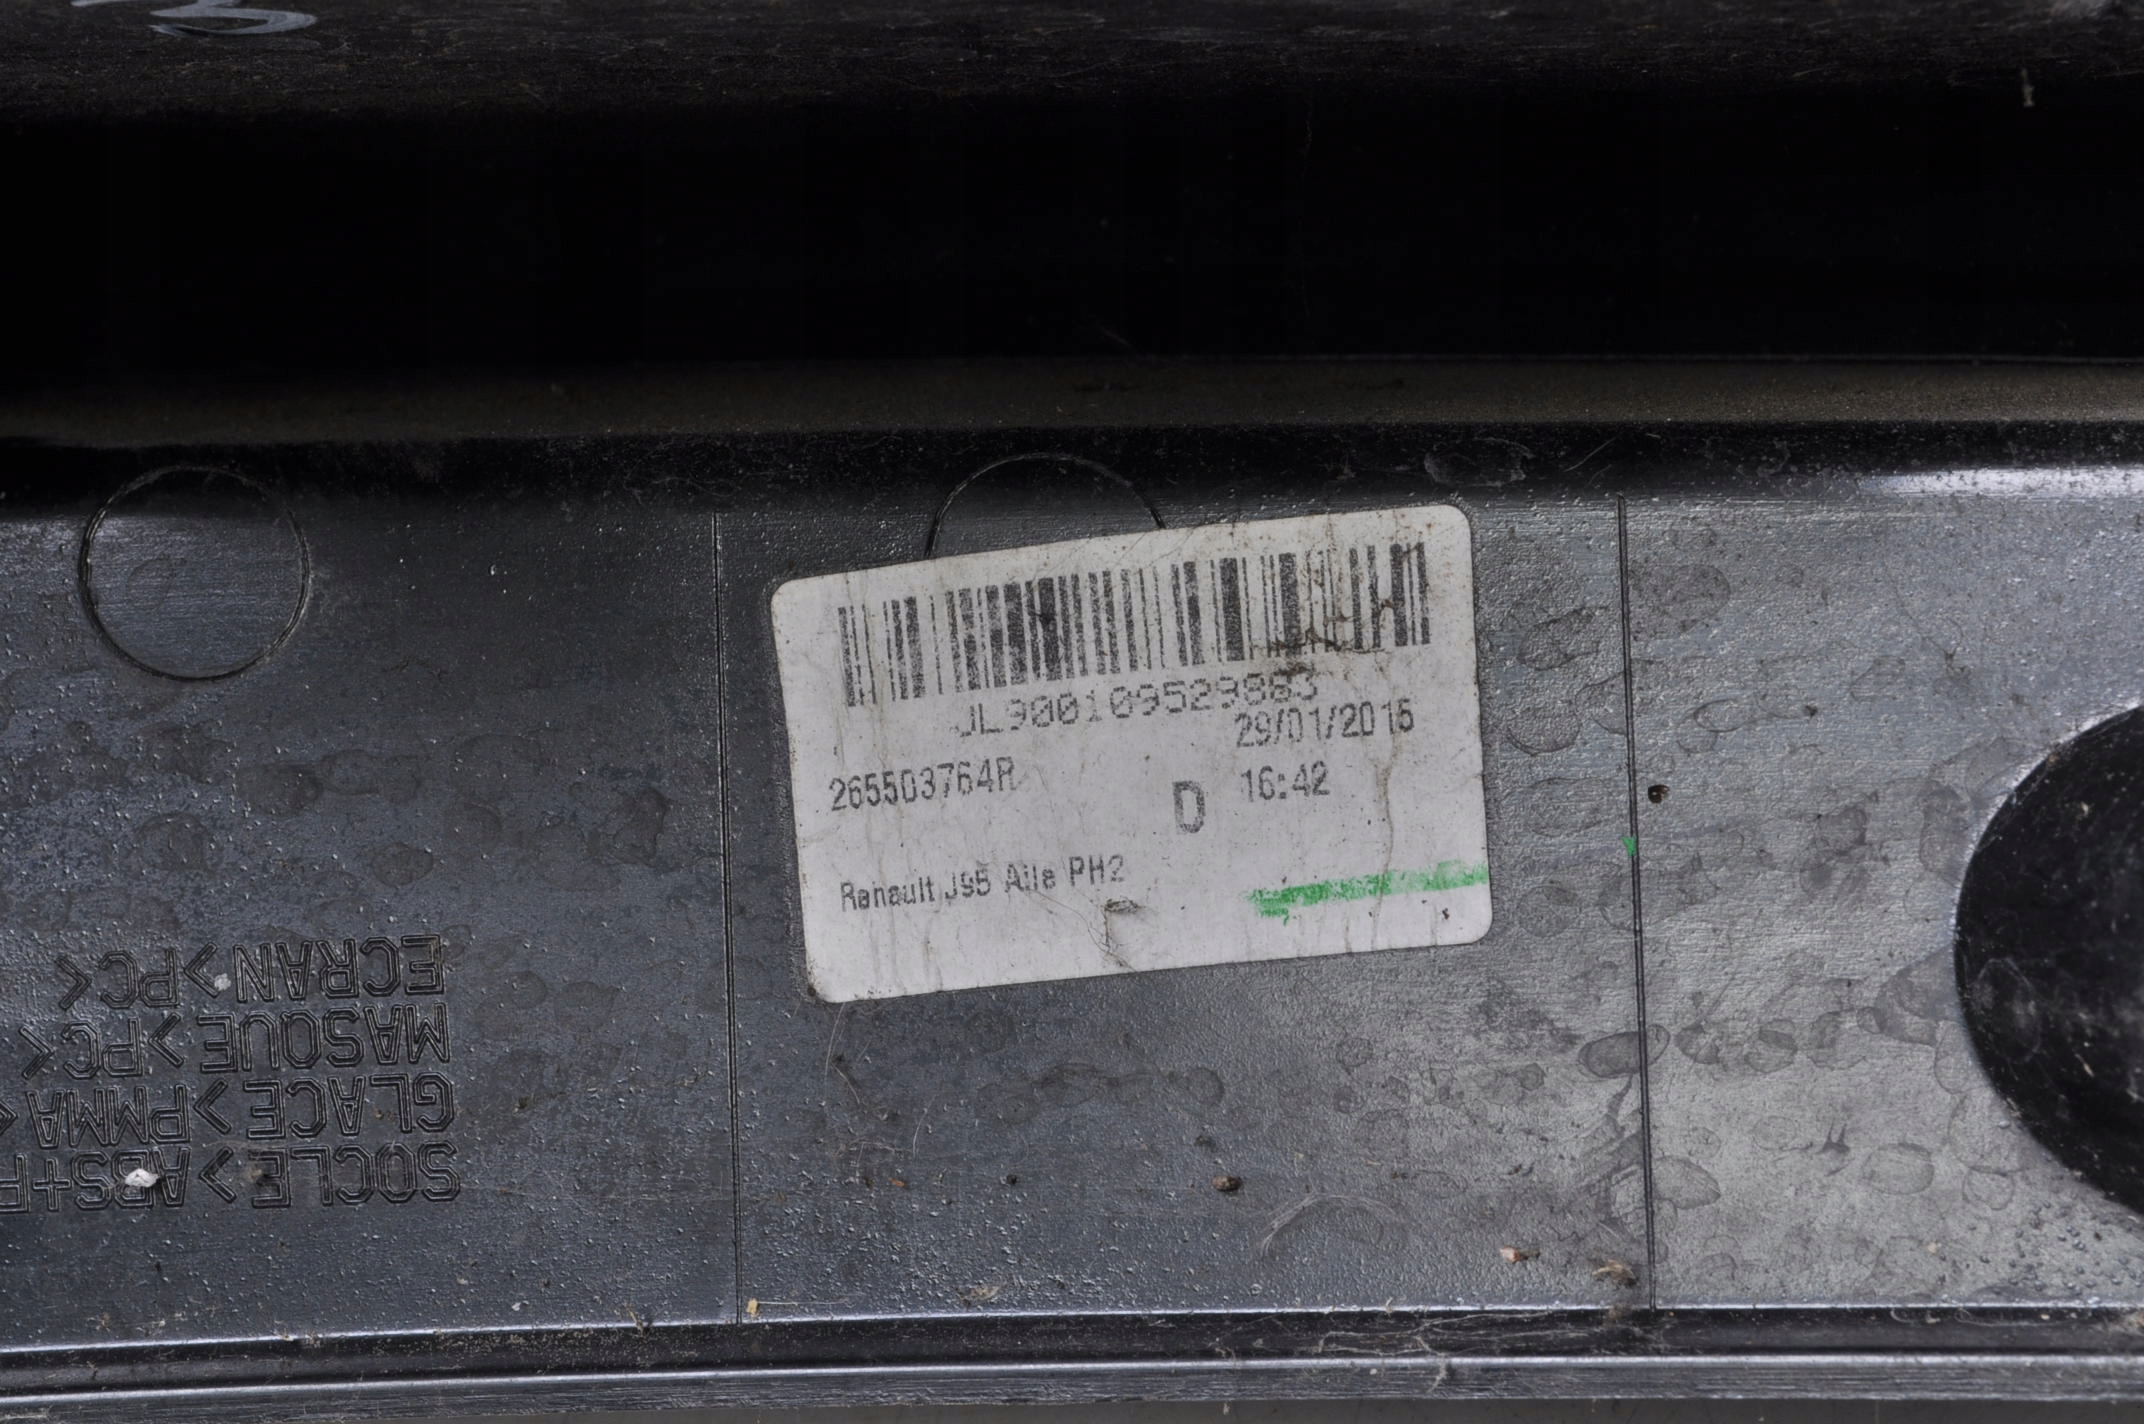 JL900109529883
29/01/2015
265503764R
D
16:42
Renault J95 Aile PH2
SOCLE>ABS+P
GLACE>PMMA<
MASQUE>PC<
ECRAN>PC<